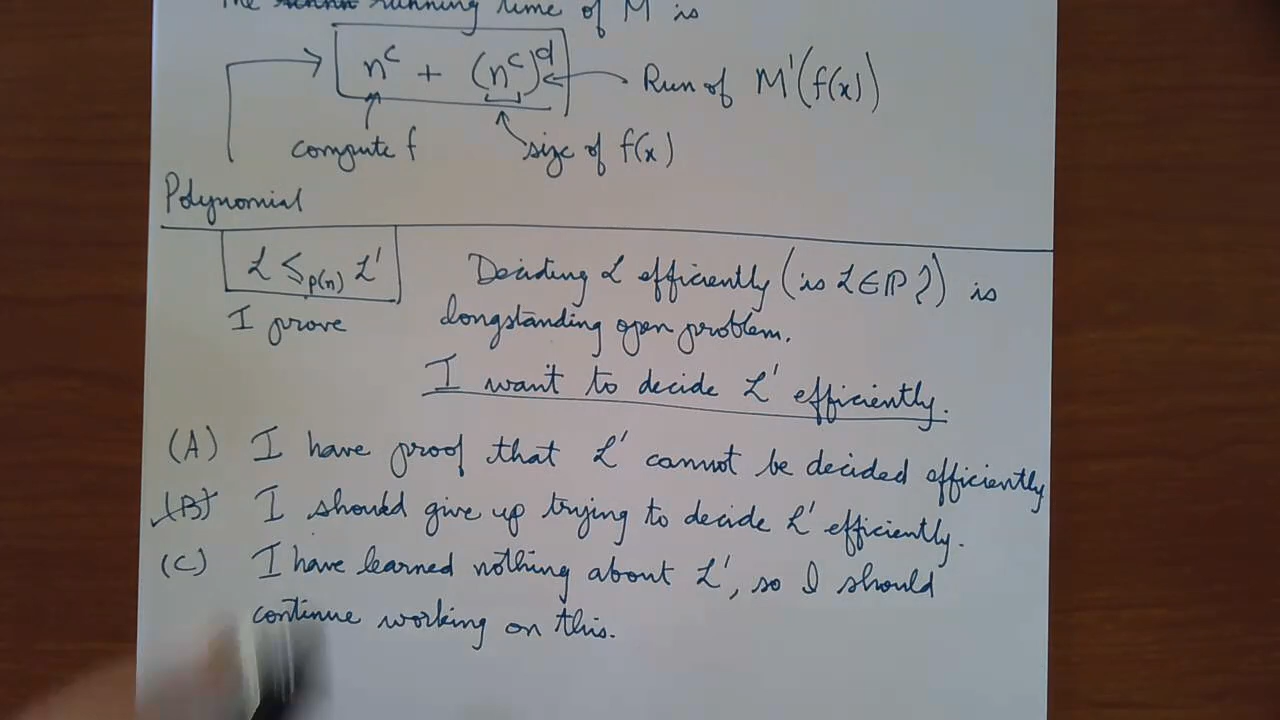 The running time of M is
n^c + (n^c)^d Run of M'(f(x))
compute f size of f(x)
Polynomial
L ≤p(n) L' Deciding L efficiently (is L ∈ P ?) is
I prove longstanding open problem.
I want to decide L' efficiently.
(A) I have proof that L' cannot be decided efficiently
(B) I should give up trying to decide L' efficiently.
(C) I have learned nothing about L', so I should
continue working on this.